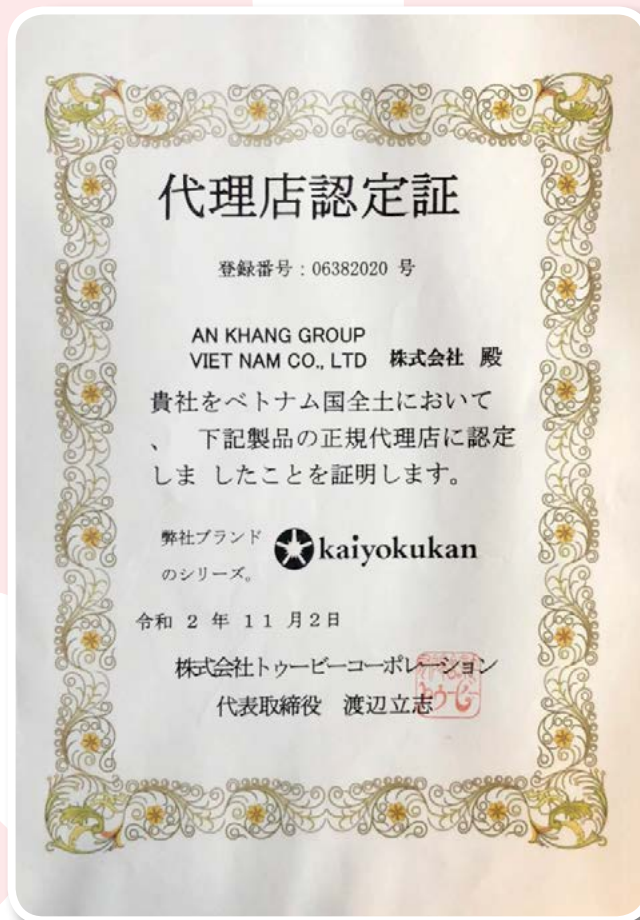 代理店認定証
登録番号：06382020 号
AN KHANG GROUP
VIET NAM CO., LTD 株式会社 殿
貴社をベトナム国全土において
、 下記製品の正規代理店に認定
しま したことを証明します。
弊社ブランド kaiyokukan
のシリーズ。
令和 2 年 11 月2日
株式会社トゥービーコーポレーション
代表取締役 渡辺立志